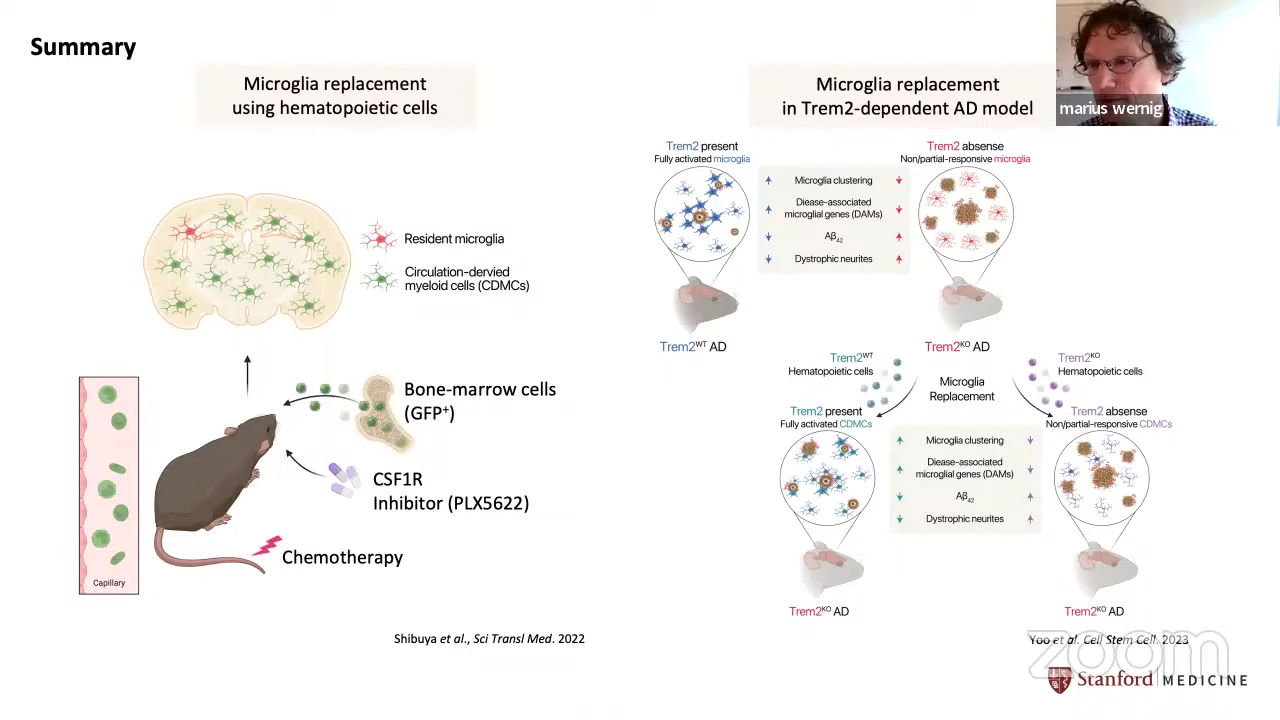 Summary
Microglia replacement
using hematopoietic cells
Resident microglia
Circulation-dervied
myeloid cells (CDMCs)
Bone-marrow cells
(GFP+)
CSF1R
Inhibitor (PLX5622)
Chemotherapy
Capillary
Shibuya et al., Sci Transl Med. 2022
Microglia replacement
in Trem2-dependent AD model
marius wernig
Trem2 present
Fully activated microglia
Trem2 absense
Non/partial-responsive microglia
Microglia clustering
Diease-associated
microglial genes (DAMs)
Aβ42
Dystrophic neurites
Trem2WT AD
Trem2KO AD
Trem2WT
Hematopoietic cells
Microglia
Replacement
Trem2KO
Hematopoietic cells
Trem2 present
Fully activated CDMCs
Trem2 absense
Non/partial-responsive CDMCs
Microglia clustering
Diease-associated
microglial genes (DAMs)
Aβ42
Dystrophic neurites
Trem2KO AD
Trem2KO AD
Yoo et al. Cell Stem Cell. 2023
zoom
Stanford MEDICINE